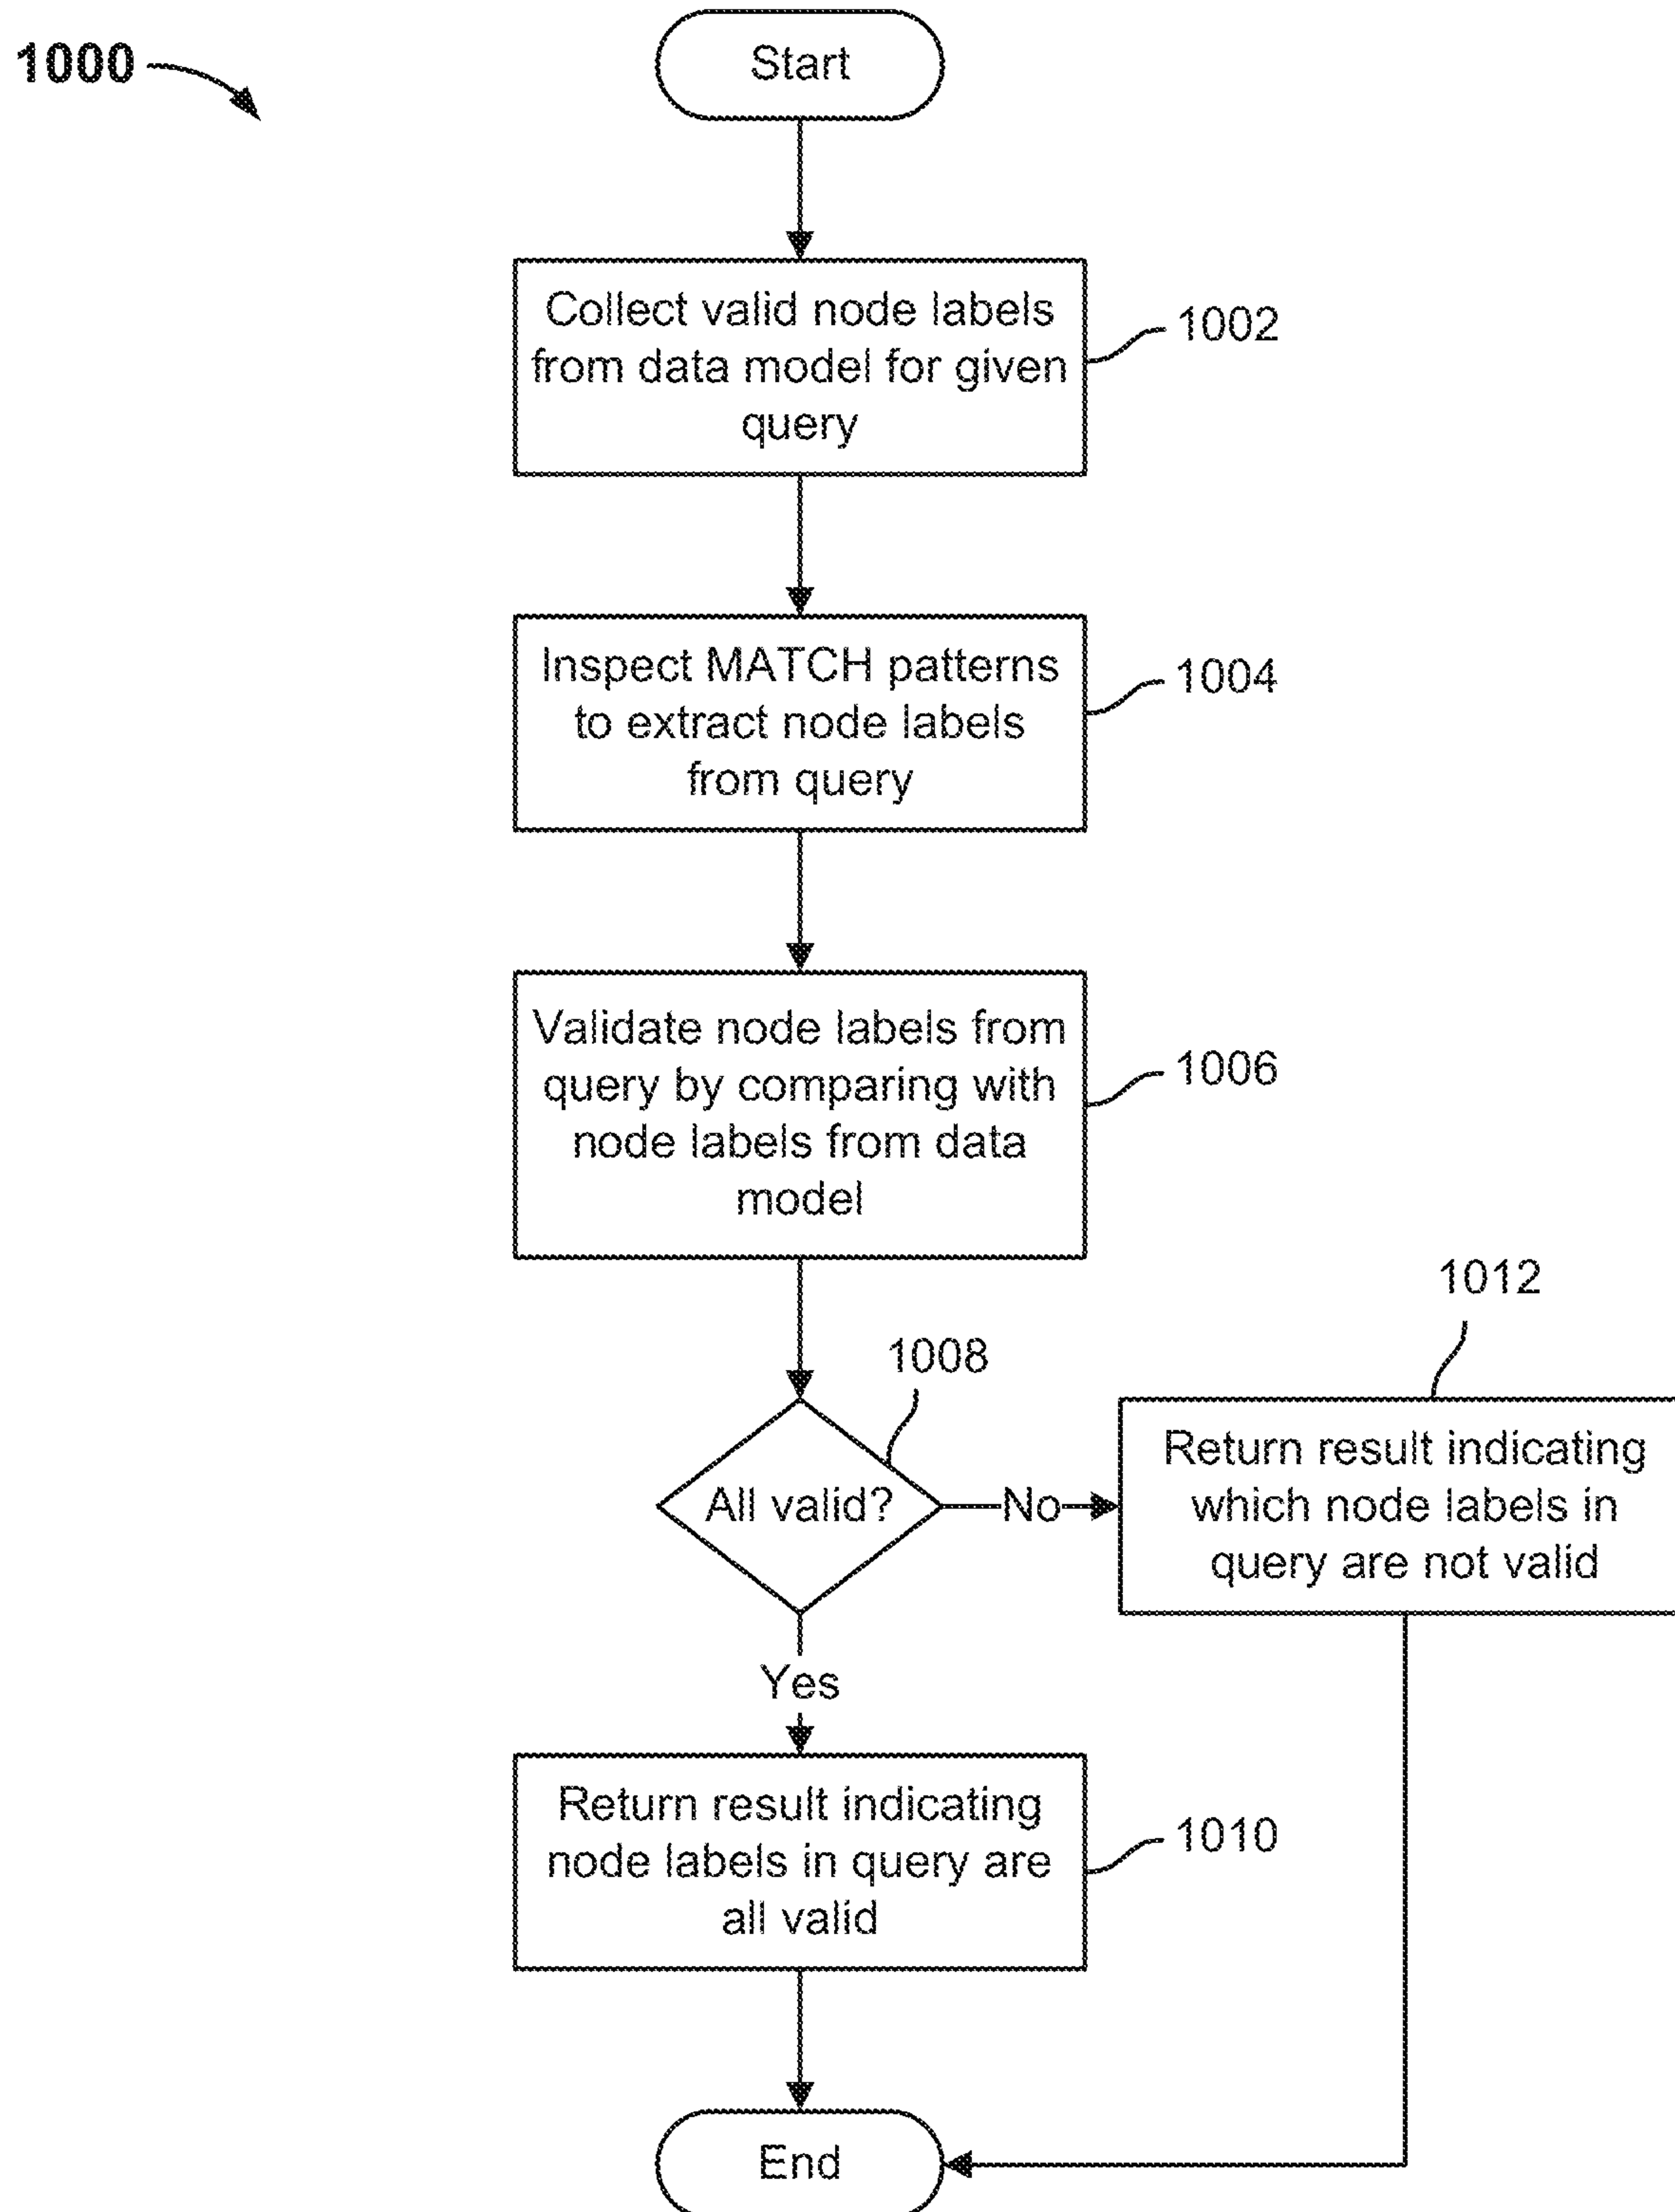 1000
Start
Collect valid node labels
from data model for given
query
1002
Inspect MATCH patterns
to extract node labels
from query
1004
Validate node labels from
query by comparing with
node labels from data
model
1006
1008
All valid?
No
1012
Return result indicating
which node labels in
query are not valid
Yes
Return result indicating
node labels in query are
all valid
1010
End